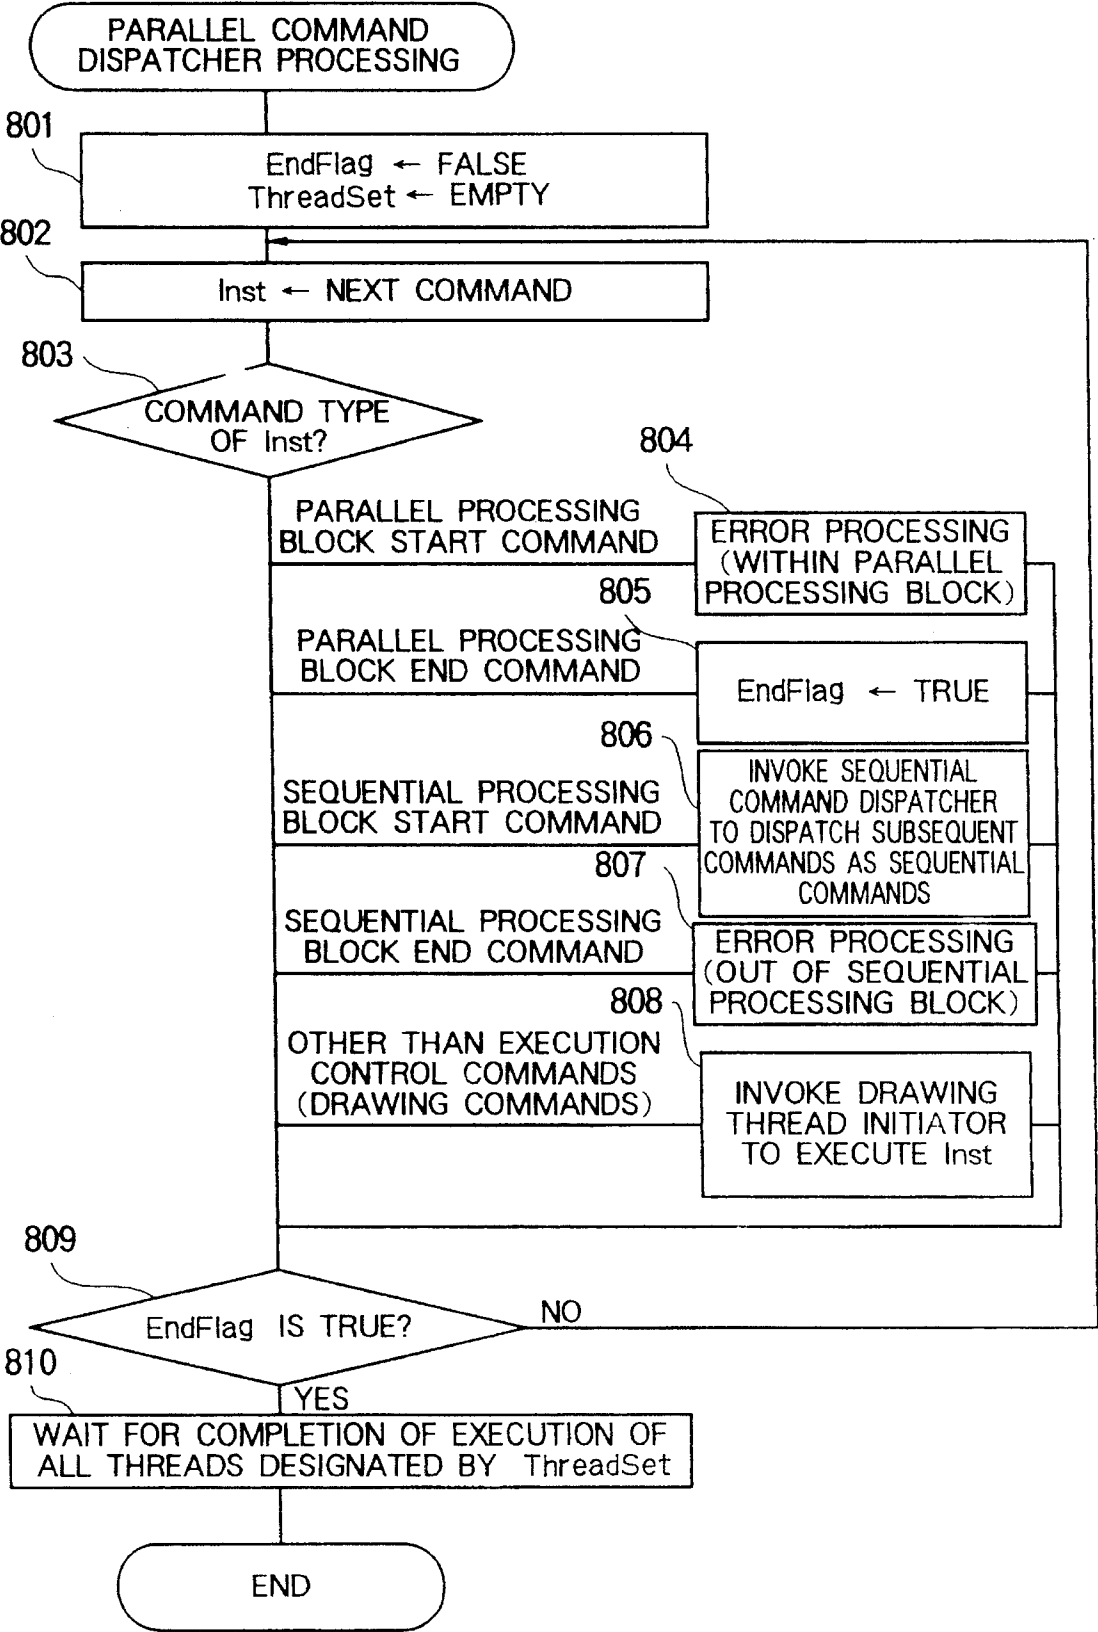 PARALLEL COMMAND
DISPATCHER PROCESSING
801
EndFlag ← FALSE
ThreadSet ← EMPTY
802
Inst ← NEXT COMMAND
803
COMMAND TYPE
OF Inst?
804
PARALLEL PROCESSING
BLOCK START COMMAND
ERROR PROCESSING
(WITHIN PARALLEL
PROCESSING BLOCK)
805
PARALLEL PROCESSING
BLOCK END COMMAND
EndFlag ← TRUE
806
SEQUENTIAL PROCESSING
BLOCK START COMMAND
INVOKE SEQUENTIAL
COMMAND DISPATCHER
TO DISPATCH SUBSEQUENT
COMMANDS AS SEQUENTIAL
COMMANDS
807
SEQUENTIAL PROCESSING
BLOCK END COMMAND
ERROR PROCESSING
(OUT OF SEQUENTIAL
PROCESSING BLOCK)
808
OTHER THAN EXECUTION
CONTROL COMMANDS
(DRAWING COMMANDS)
INVOKE DRAWING
THREAD INITIATOR
TO EXECUTE Inst
809
EndFlag IS TRUE?
NO
810
YES
WAIT FOR COMPLETION OF EXECUTION OF
ALL THREADS DESIGNATED BY ThreadSet
END